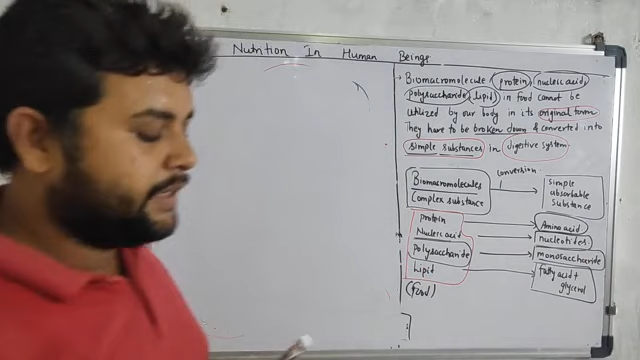 Nutrition In Human Beings
→ Biomacromolecule (protein, nucleic acid,
polysaccharide, lipid) in food cannot be
utilized by our body in its original form
They have to be broken down & converted into
simple substances in digestive system.
conversion
Biomacromolecules
Complex substance
simple
absorbable
substance
protein → Amino acid
Nucleic acid → nucleotides
Polysaccharide → monosaccharide
Lipid → fatty acid +
glycerol
(food)